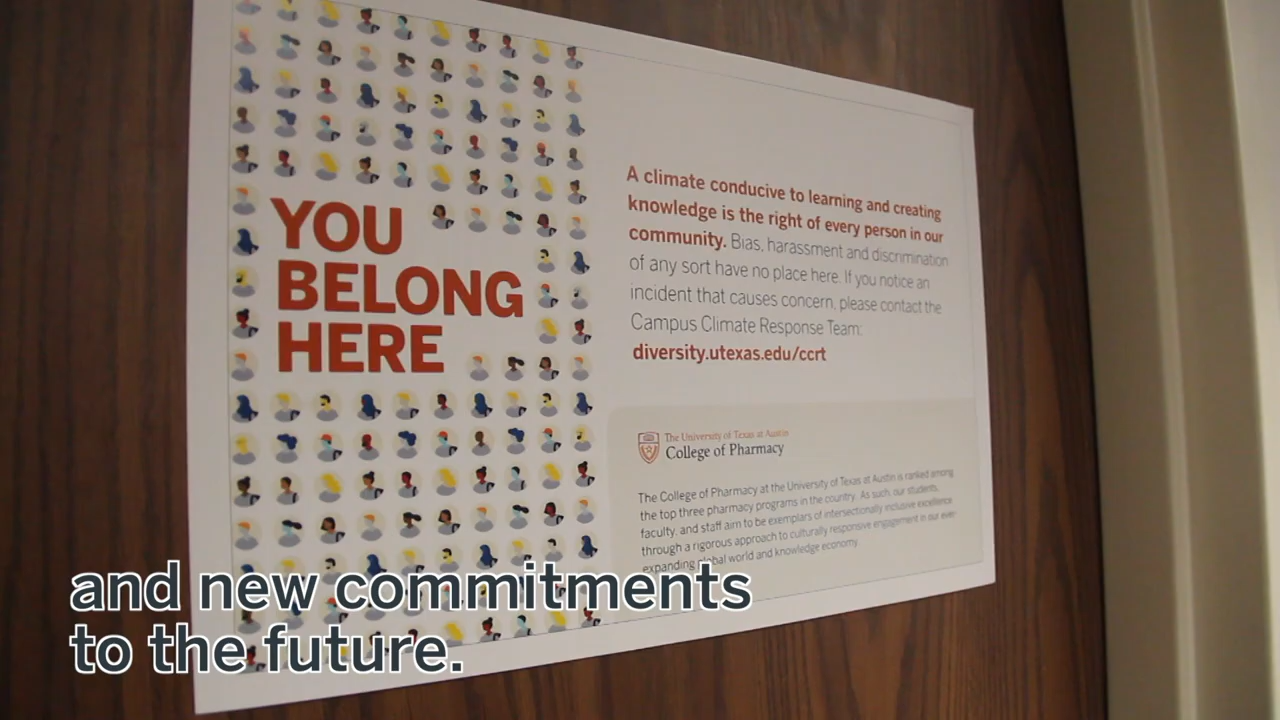 YOU
BELONG
HERE
A climate conducive to learning and creating
knowledge is the right of every person in our
community. Bias, harassment and discrimination
of any sort have no place here. If you notice an
incident that causes concern, please contact the
Campus Climate Response Team:
diversity.utexas.edu/ccrt
The University of Texas at Austin
College of Pharmacy
The College of Pharmacy at the University of Texas at Austin is ranked among
the top three pharmacy programs in the country. As such, our students,
faculty, and staff aim to be exemplars of intersectionally inclusive excellence
through a rigorous approach to culturally responsive engagement in our ever
expanding global world and knowledge economy.
and new commitments
to the future.